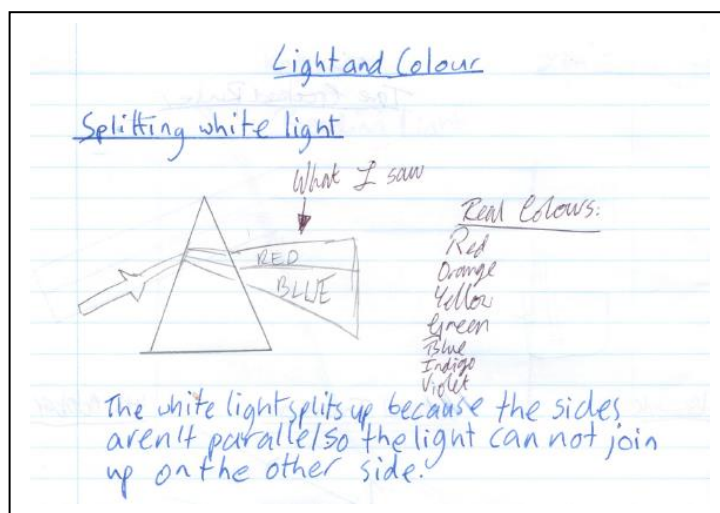 Light and Colour
Splitting white light
What I saw
RED
BLUE
Real Colours:
Red
Orange
Yellow
Green
Blue
Indigo
Violet
The white light splits up because the sides
aren't parallel so the light can not join
up on the other side.